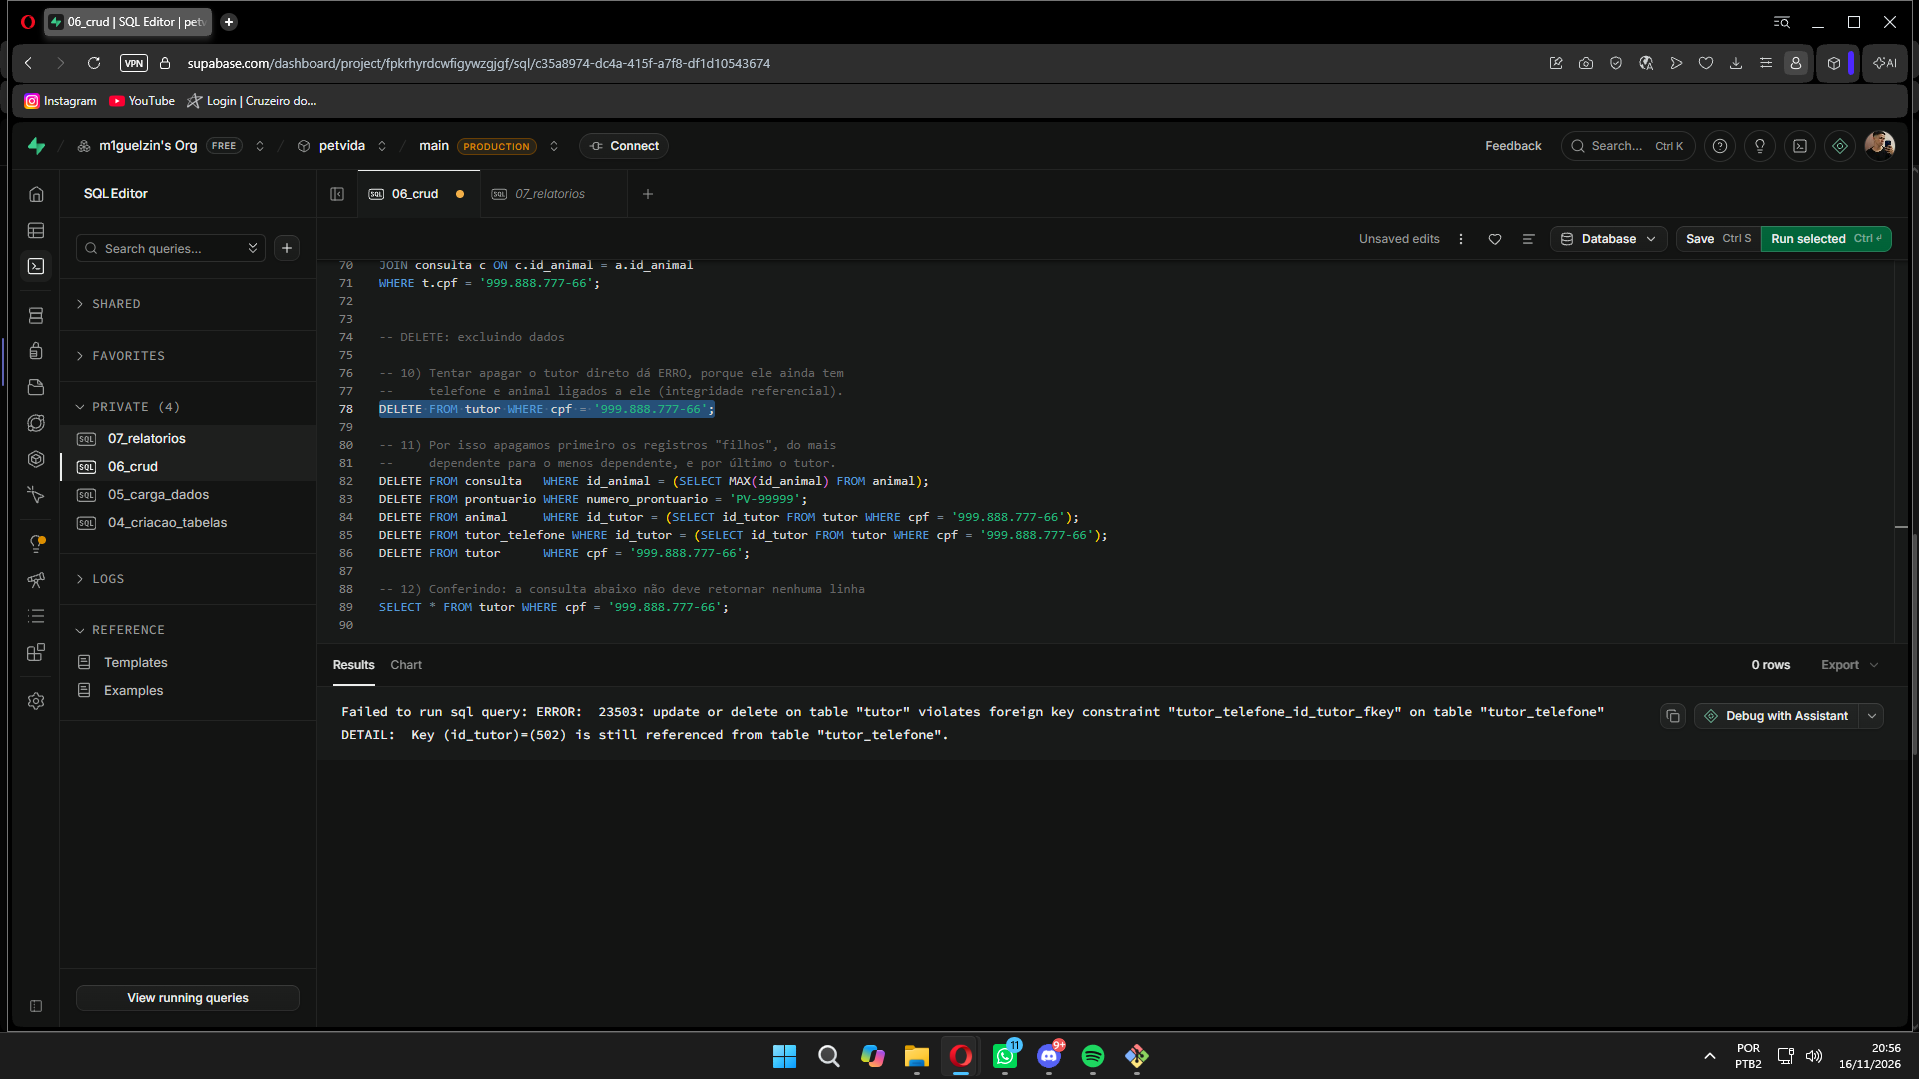 06_crud | SQL Editor | petv
VPN
supabase.com/dashboard/project/fpkrhyrdcwfigywzgjgf/sql/c35a8974-dc4a-415f-a7f8-df1d10543674
AI
Instagram
YouTube
Login | Cruzeiro do...
m1guelzin's Org FREE
petvida
main PRODUCTION
Connect
Feedback
Search... Ctrl K
SQL Editor
06_crud
07_relatorios
Search queries...
Unsaved edits
Database
Save Ctrl S
Run selected Ctrl ↵
SHARED
FAVORITES
PRIVATE (4)
07_relatorios
06_crud
05_carga_dados
04_criacao_tabelas
LOGS
REFERENCE
Templates
Examples
View running queries
70 JOIN consulta c ON c.id_animal = a.id_animal
71 WHERE t.cpf = '999.888.777-66';
72
73
74 -- DELETE: excluindo dados
75
76 -- 10) Tentar apagar o tutor direto dá ERRO, porque ele ainda tem
77 -- telefone e animal ligados a ele (integridade referencial).
78 DELETE FROM tutor WHERE cpf = '999.888.777-66';
79
80 -- 11) Por isso apagamos primeiro os registros "filhos", do mais
81 -- dependente para o menos dependente, e por último o tutor.
82 DELETE FROM consulta WHERE id_animal = (SELECT MAX(id_animal) FROM animal);
83 DELETE FROM prontuario WHERE numero_prontuario = 'PV-99999';
84 DELETE FROM animal WHERE id_tutor = (SELECT id_tutor FROM tutor WHERE cpf = '999.888.777-66');
85 DELETE FROM tutor_telefone WHERE id_tutor = (SELECT id_tutor FROM tutor WHERE cpf = '999.888.777-66');
86 DELETE FROM tutor WHERE cpf = '999.888.777-66';
87
88 -- 12) Conferindo: a consulta abaixo não deve retornar nenhuma linha
89 SELECT * FROM tutor WHERE cpf = '999.888.777-66';
90
Results
Chart
0 rows
Export
Failed to run sql query: ERROR: 23503: update or delete on table "tutor" violates foreign key constraint "tutor_telefone_id_tutor_fkey" on table "tutor_telefone"
DETAIL: Key (id_tutor)=(502) is still referenced from table "tutor_telefone".
Debug with Assistant
11
9+
POR
PTB2
20:56
16/11/2026